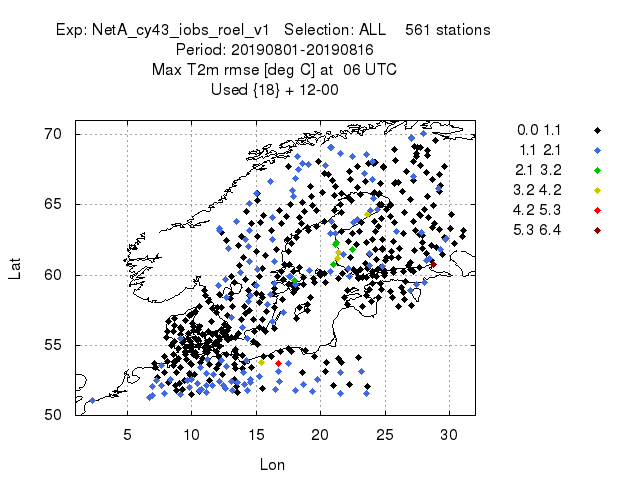 Exp: NetA_cy43_iobs_roel_v1 Selection: ALL 561 stations
Period: 20190801-20190816
Max T2m rmse [deg C] at 06 UTC
Used {18} + 12-00
70
65
60
55
50
Lat
5 10 15 20 25 30
Lon
0.0 1.1
1.1 2.1
2.1 3.2
3.2 4.2
4.2 5.3
5.3 6.4